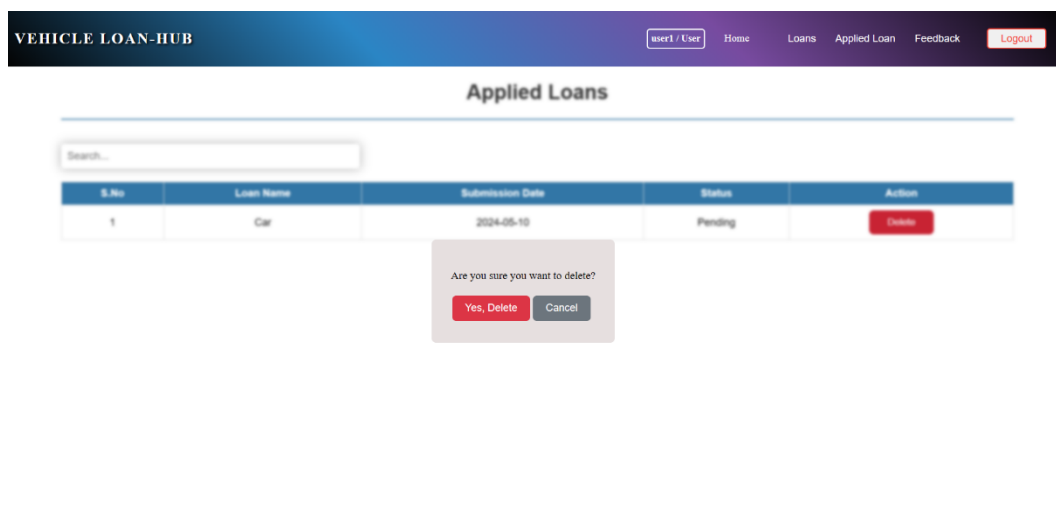 VEHICLE LOAN-HUB user1 / User Home Loans Applied Loan Feedback Logout
Applied Loans
Search...
S.No Loan Name Submission Date Status Action
1 Car 2024-05-10 Pending Delete
Are you sure you want to delete?
Yes, Delete Cancel